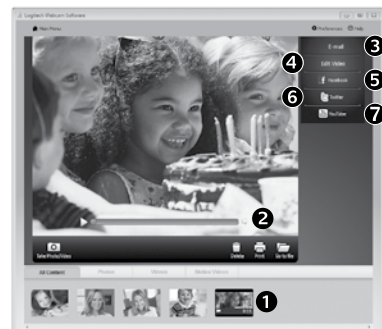 Logitech Webcam Software
Main Menu
Preferences
Help
E-mail
3
4
Edit Video
facebook
5
6
Twitter
YouTube
7
2
Take Photo/Video
Delete
Print
Go to file
All Content
Photos
Videos
Motion Videos
1